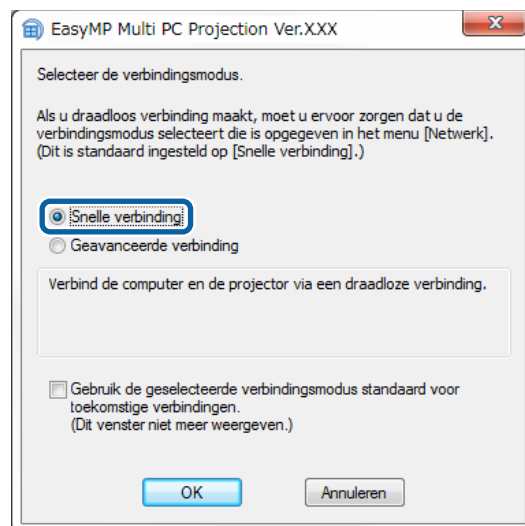 EasyMP Multi PC Projection Ver.XXX
Selecteer de verbindingsmodus.
Als u draadloos verbinding maakt, moet u ervoor zorgen dat u de
verbindingsmodus selecteert die is opgegeven in het menu [Netwerk].
(Dit is standaard ingesteld op [Snelle verbinding].)
Snelle verbinding
Geavanceerde verbinding
Verbind de computer en de projector via een draadloze verbinding.
Gebruik de geselecteerde verbindingsmodus standaard voor
toekomstige verbindingen.
(Dit venster niet meer weergeven.)
OK
Annuleren